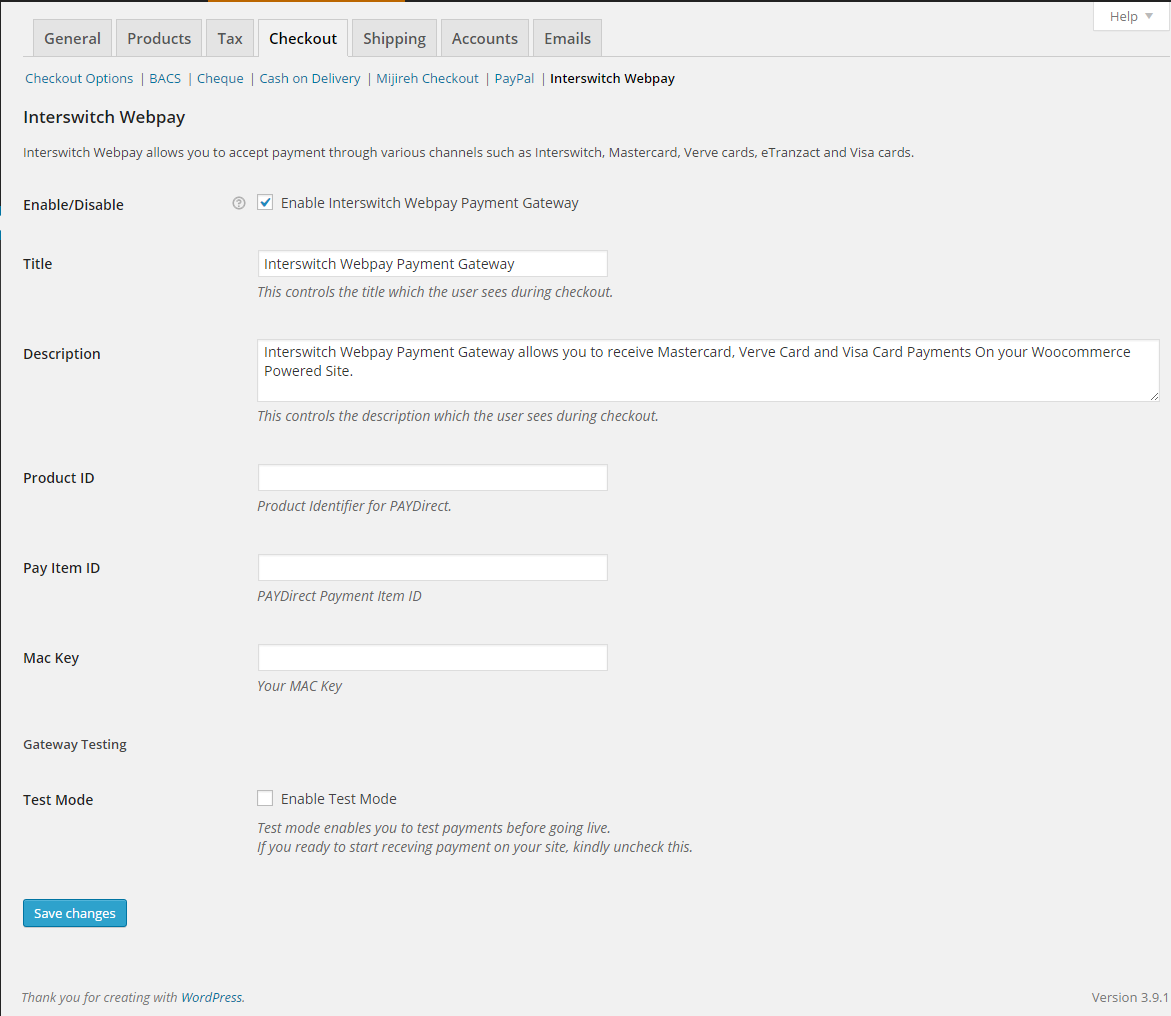 Help
General Products Tax Checkout Shipping Accounts Emails
Checkout Options | BACS | Cheque | Cash on Delivery | Mijireh Checkout | PayPal | Interswitch Webpay
Interswitch Webpay
Interswitch Webpay allows you to accept payment through various channels such as Interswitch, Mastercard, Verve cards, eTranzact and Visa cards.
Enable/Disable ? Enable Interswitch Webpay Payment Gateway
Title Interswitch Webpay Payment Gateway
This controls the title which the user sees during checkout.
Description Interswitch Webpay Payment Gateway allows you to receive Mastercard, Verve Card and Visa Card Payments On your Woocommerce
Powered Site.
This controls the description which the user sees during checkout.
Product ID
Product Identifier for PAYDirect.
Pay Item ID
PAYDirect Payment Item ID
Mac Key
Your MAC Key
Gateway Testing
Test Mode Enable Test Mode
Test mode enables you to test payments before going live.
If you ready to start receving payment on your site, kindly uncheck this.
Save changes
Thank you for creating with WordPress. Version 3.9.1